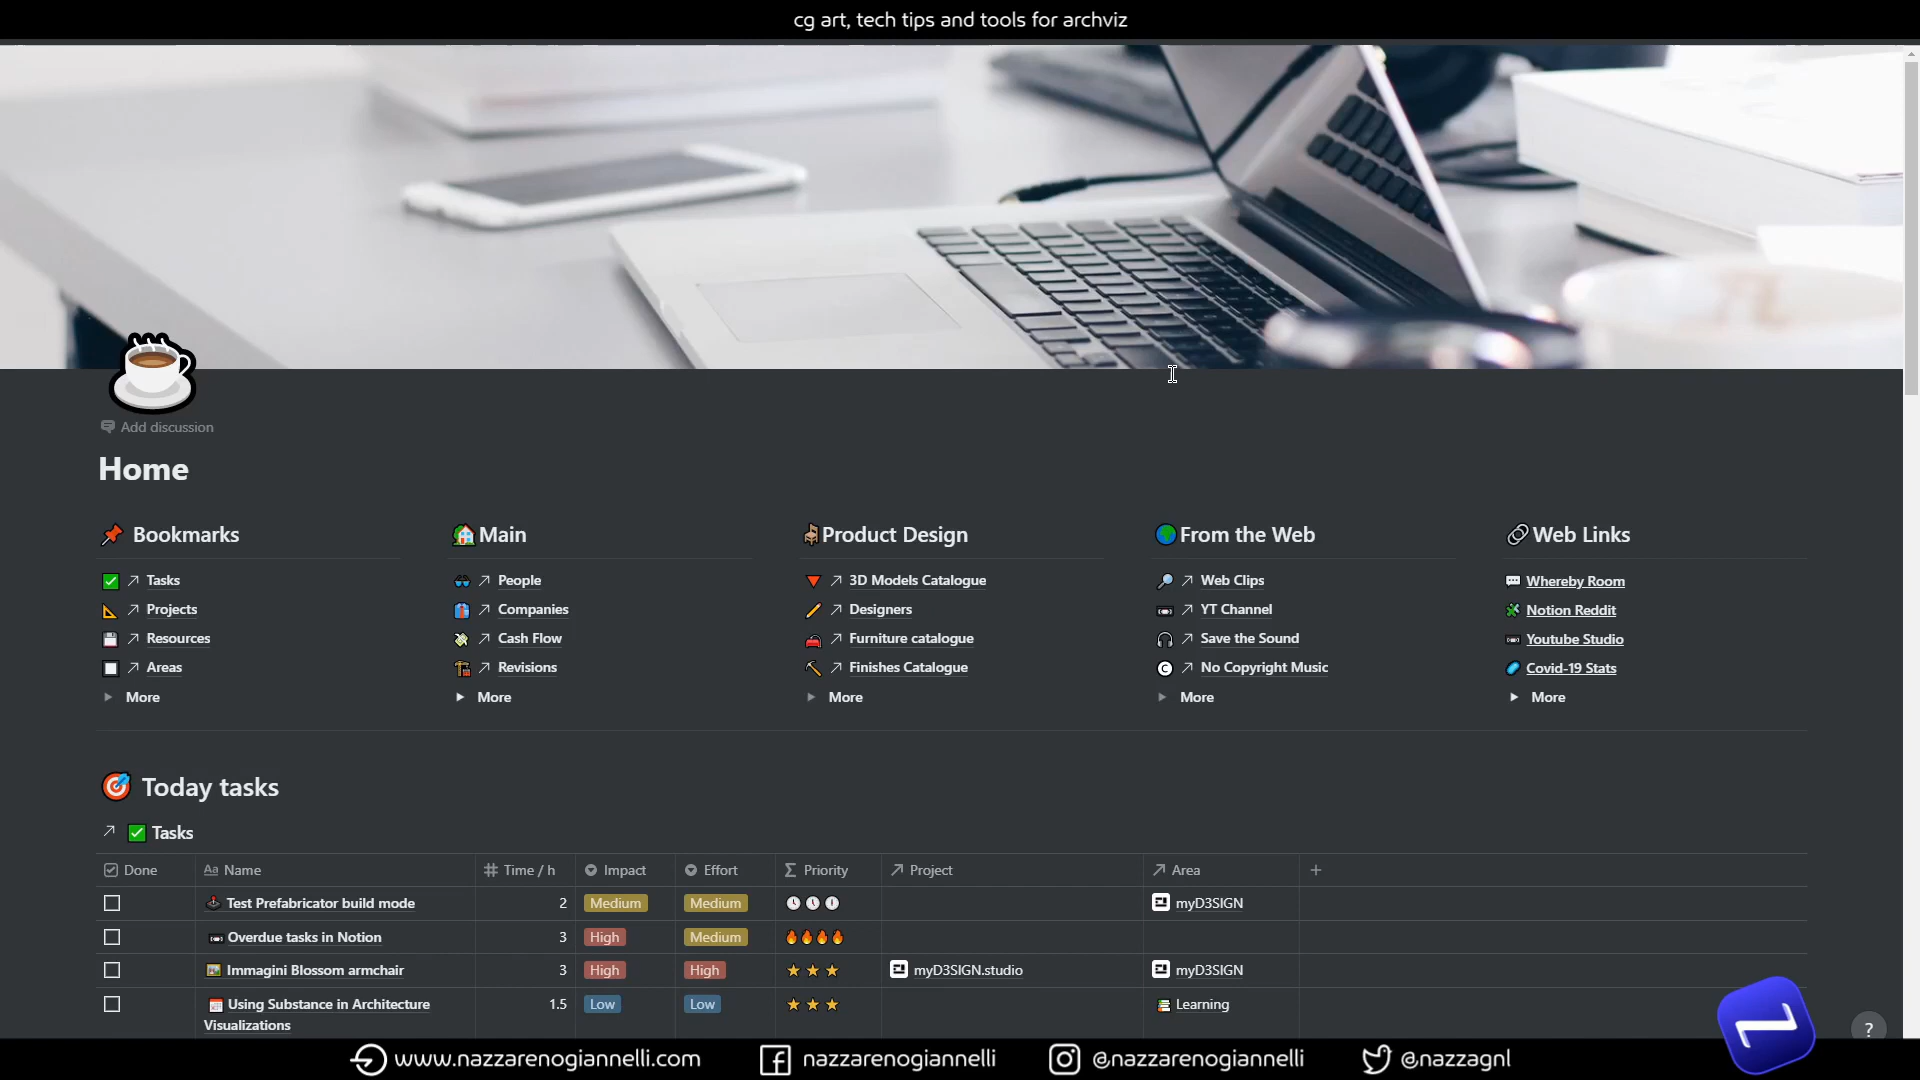 cg art, tech tips and tools for archviz
Add discussion
Home
Bookmarks
Tasks
Projects
Resources
Areas
More
Main
People
Companies
Cash Flow
Revisions
More
Product Design
3D Models Catalogue
Designers
Furniture catalogue
Finishes Catalogue
More
From the Web
Web Clips
YT Channel
Save the Sound
No Copyright Music
More
Web Links
Whereby Room
Notion Reddit
Youtube Studio
Covid-19 Stats
More
Today tasks
Tasks
Done Aa Name # Time / h Impact Effort Σ Priority Project Area +
Test Prefabricator build mode 2 Medium Medium myD3SIGN
Overdue tasks in Notion 3 High Medium
Immagini Blossom armchair 3 High High myD3SIGN.studio myD3SIGN
Using Substance in Architecture 1.5 Low Low Learning
Visualizations
?
www.nazzarenogiannelli.com nazzarenogiannelli @nazzarenogiannelli @nazzagnl